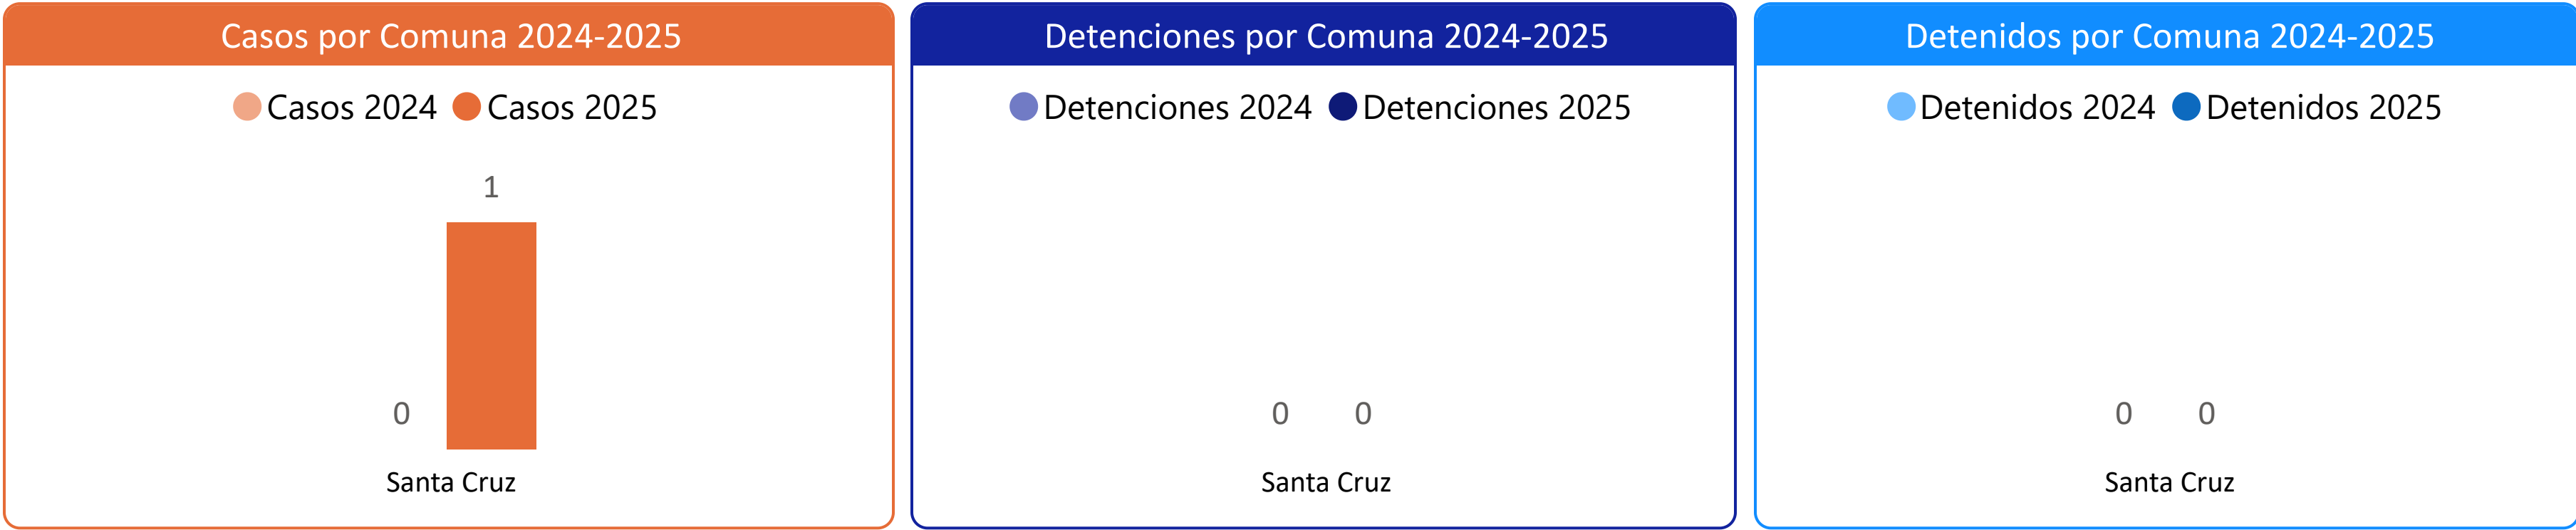 Casos por Comuna 2024-2025
Casos 2024 Casos 2025
1
0
Santa Cruz
Detenciones por Comuna 2024-2025
Detenciones 2024 Detenciones 2025
0 0
Santa Cruz
Detenidos por Comuna 2024-2025
Detenidos 2024 Detenidos 2025
0 0
Santa Cruz